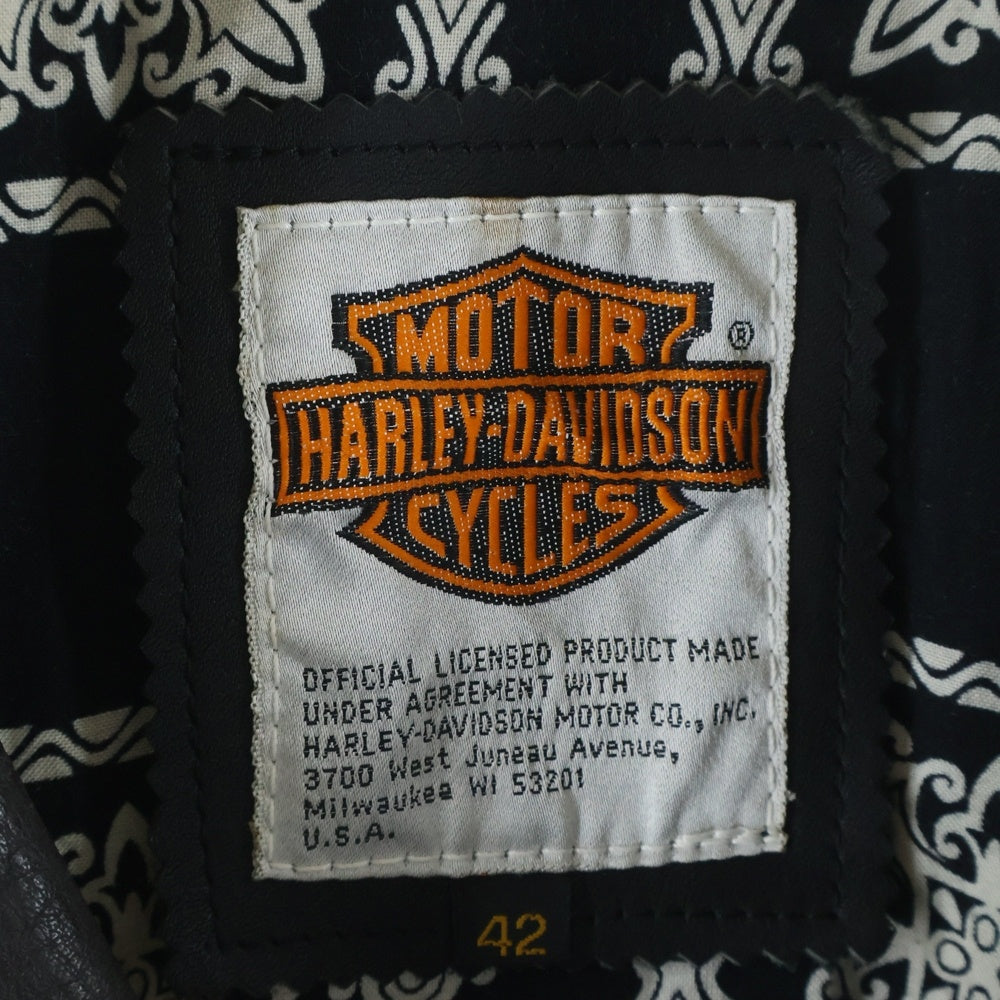 MOTOR
®
HARLEY-DAVIDSON
CYCLES
OFFICIAL LICENSED PRODUCT MADE
UNDER AGREEMENT WITH
HARLEY-DAVIDSON MOTOR CO., INC.
3700 West Juneau Avenue,
Milwaukee WI 53201
U.S.A.
42